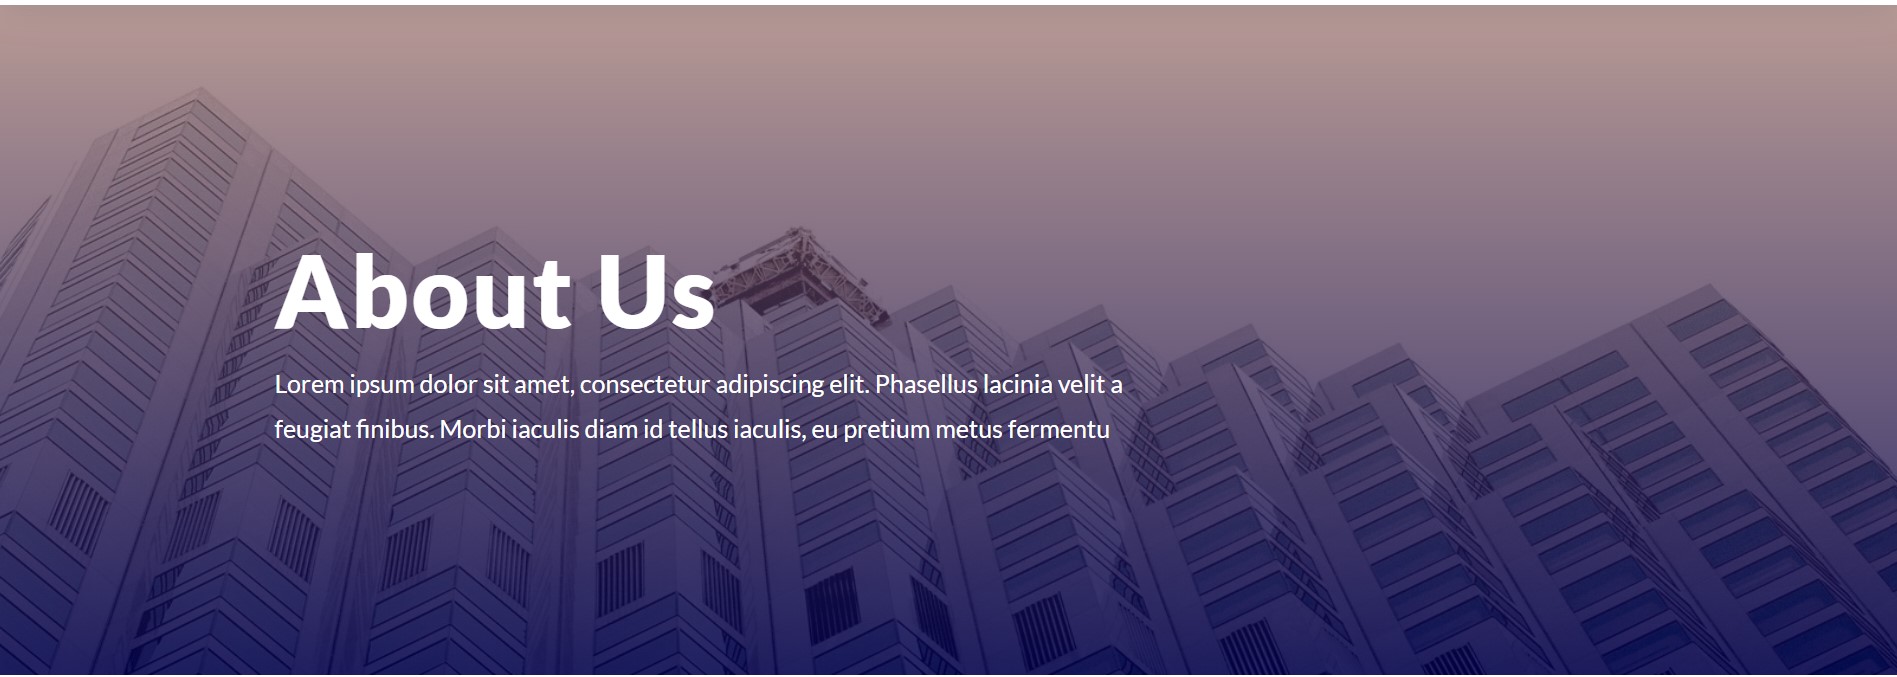 About Us
Lorem ipsum dolor sit amet, consectetur adipiscing elit. Phasellus lacinia velit a
feugiat finibus. Morbi iaculis diam id tellus iaculis, eu pretium metus fermentu